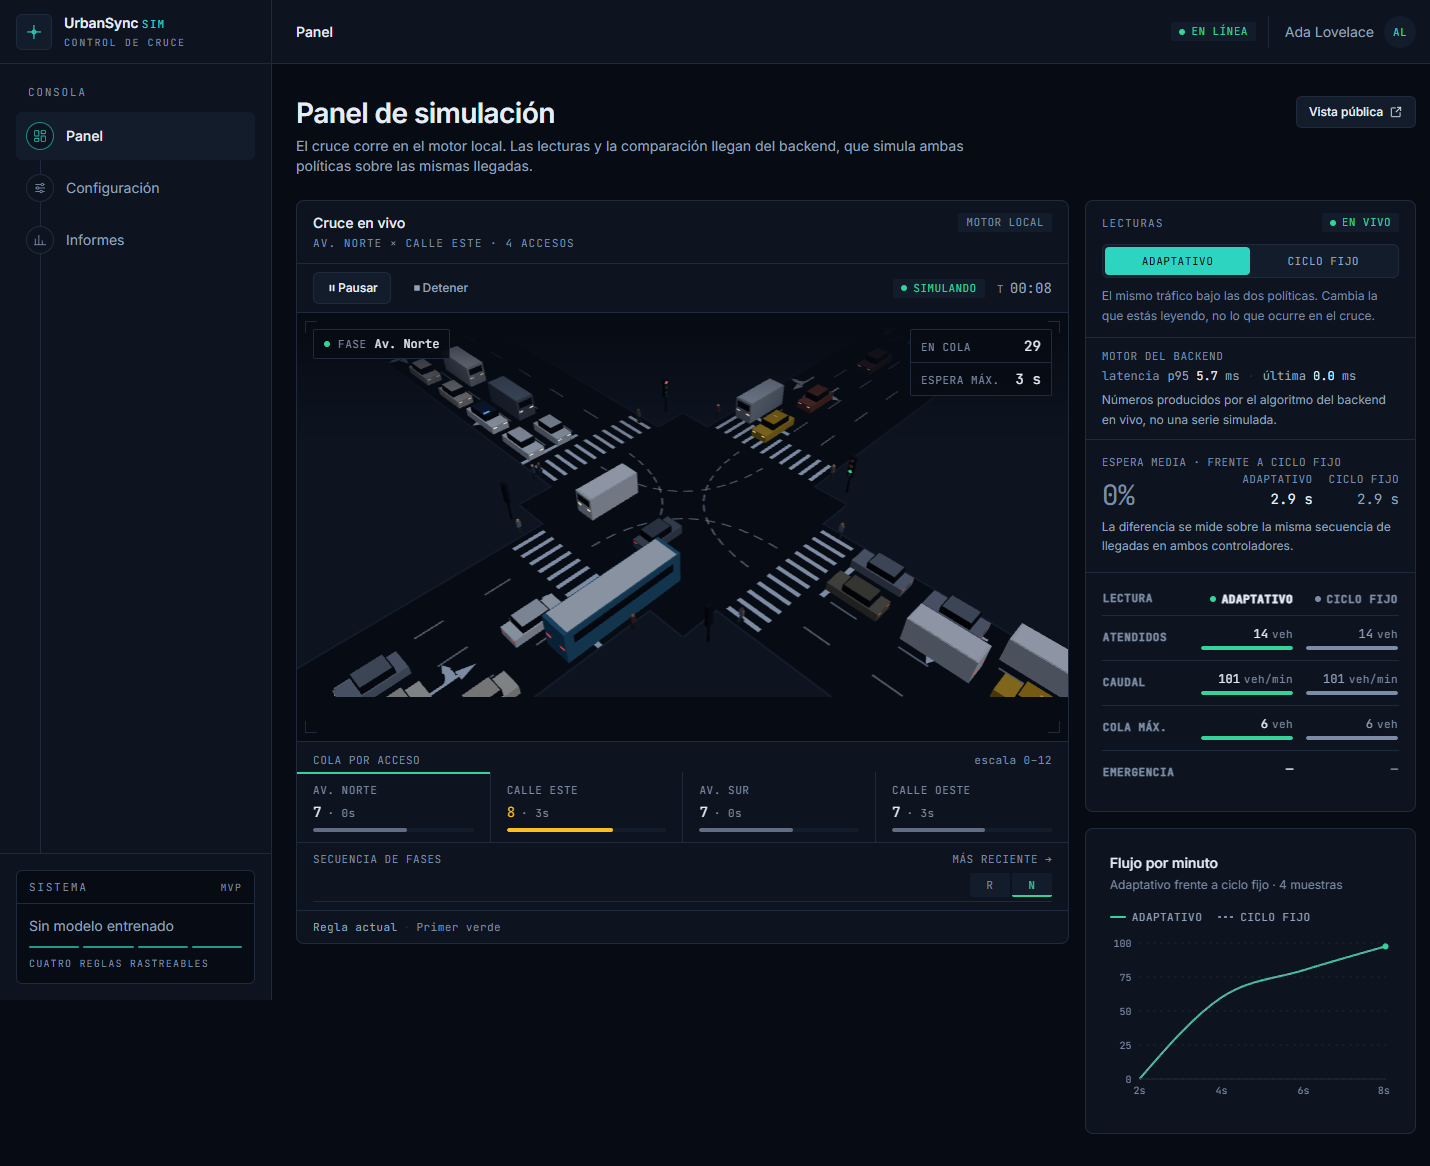 UrbanSync SIM
CONTROL DE CRUCE
Panel
EN LÍNEA
Ada Lovelace
AL
CONSOLA
Panel
Configuración
Informes
SISTEMA MVP
Sin modelo entrenado
CUATRO REGLAS RASTREABLES
Panel de simulación
Vista pública
El cruce corre en el motor local. Las lecturas y la comparación llegan del backend, que simula ambas
políticas sobre las mismas llegadas.
Cruce en vivo
MOTOR LOCAL
AV. NORTE × CALLE ESTE · 4 ACCESOS
Pausar
Detener
SIMULANDO
T 00:08
FASE Av. Norte
EN COLA 29
ESPERA MÁX. 3 s
COLA POR ACCESO
escala 0–12
AV. NORTE
7 · 0s
CALLE ESTE
8 · 3s
AV. SUR
7 · 0s
CALLE OESTE
7 · 3s
SECUENCIA DE FASES
MÁS RECIENTE →
R
N
Regla actual · Primer verde
LECTURAS
EN VIVO
ADAPTATIVO
CICLO FIJO
El mismo tráfico bajo las dos políticas. Cambia la
que estás leyendo, no lo que ocurre en el cruce.
MOTOR DEL BACKEND
latencia p95 5.7 ms · última 0.0 ms
Números producidos por el algoritmo del backend
en vivo, no una serie simulada.
ESPERA MEDIA · FRENTE A CICLO FIJO
0%
ADAPTATIVO
2.9 s
CICLO FIJO
2.9 s
La diferencia se mide sobre la misma secuencia de
llegadas en ambos controladores.
LECTURA ADAPTATIVO CICLO FIJO
ATENDIDOS 14 veh 14 veh
CAUDAL 101 veh/min 101 veh/min
COLA MÁX. 6 veh 6 veh
EMERGENCIA — —
Flujo por minuto
Adaptativo frente a ciclo fijo · 4 muestras
ADAPTATIVO CICLO FIJO
100
75
50
25
0
2s 4s 6s 8s